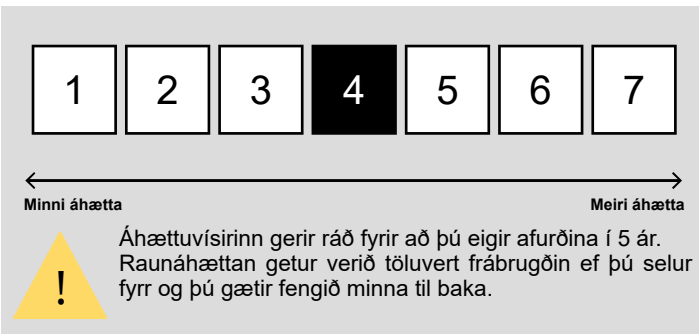 1 2 3 4 5 6 7
Minni áhætta Meiri áhætta
Áhættuvísirinn gerir ráð fyrir að þú eigir afurðina í 5 ár.
Raunáhættan getur verið töluvert frábrugðin ef þú selur
fyrr og þú gætir fengið minna til baka.
!